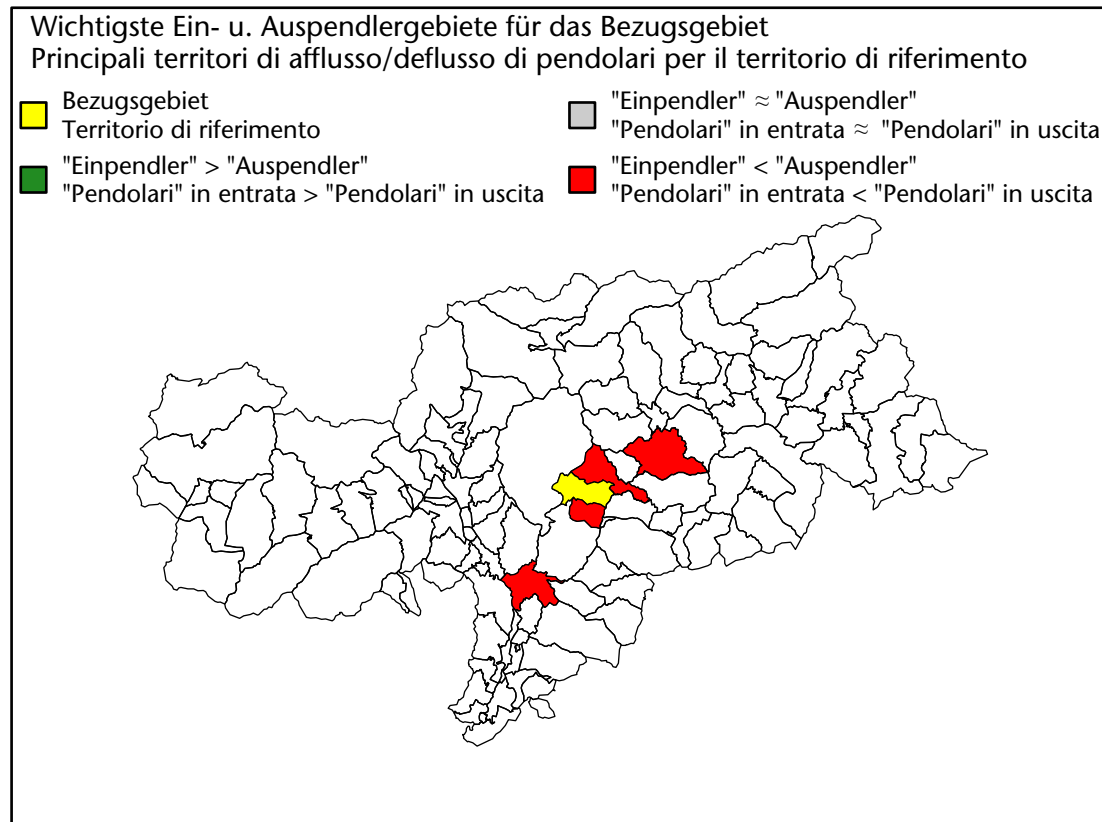 Wichtigste Ein- u. Auspendlergebiete für das Bezugsgebiet
Principali territori di afflusso/deflusso di pendolari per il territorio di riferimento
Bezugsgebiet
Territorio di riferimento
"Einpendler" > "Auspendler"
"Pendolari" in entrata > "Pendolari" in uscita
"Einpendler" ≈ "Auspendler"
"Pendolari" in entrata ≈ "Pendolari" in uscita
"Einpendler" < "Auspendler"
"Pendolari" in entrata < "Pendolari" in uscita